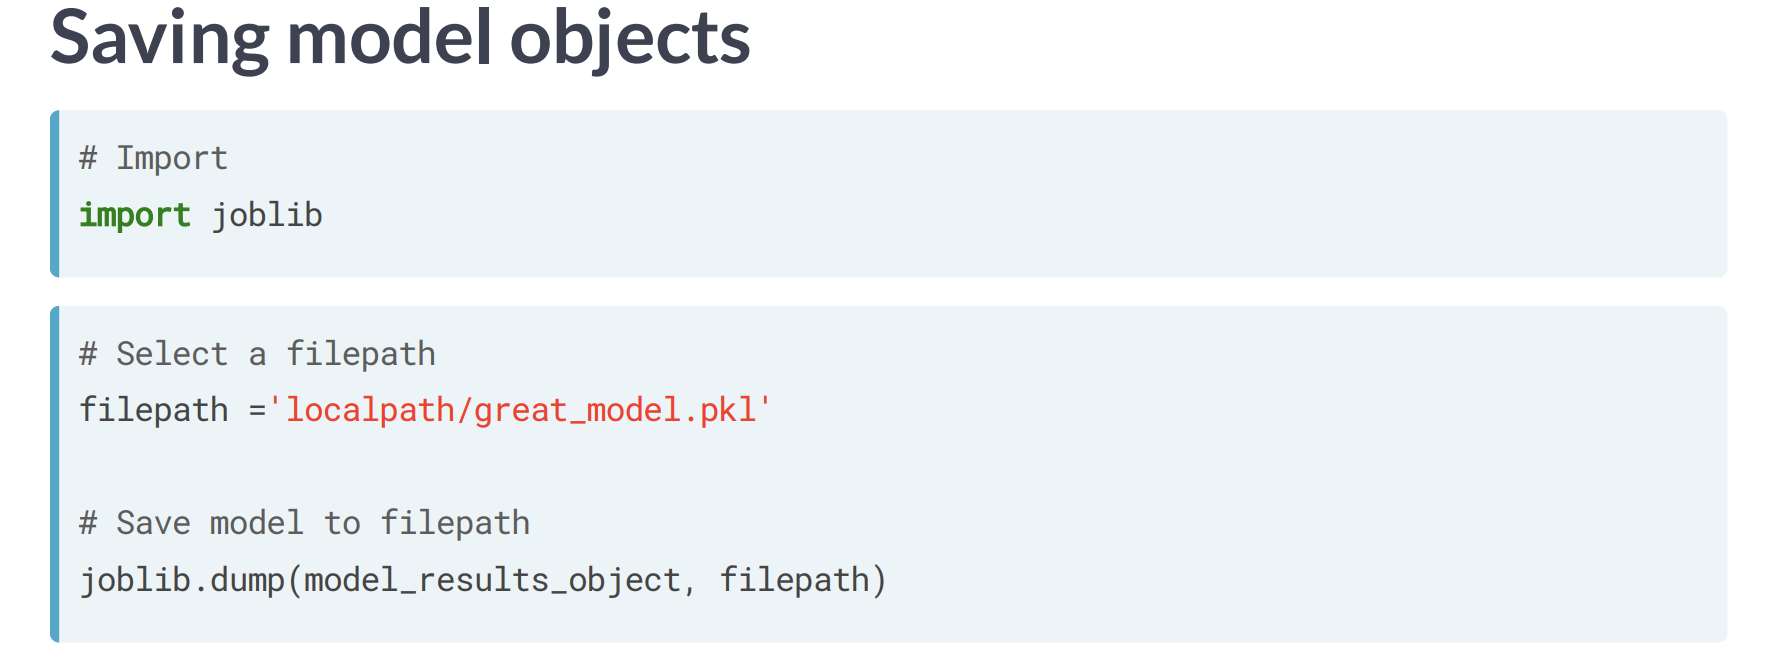 Saving model objects
# Import
import joblib
# Select a filepath
filepath ='localpath/great_model.pkl'
# Save model to filepath
joblib.dump(model_results_object, filepath)